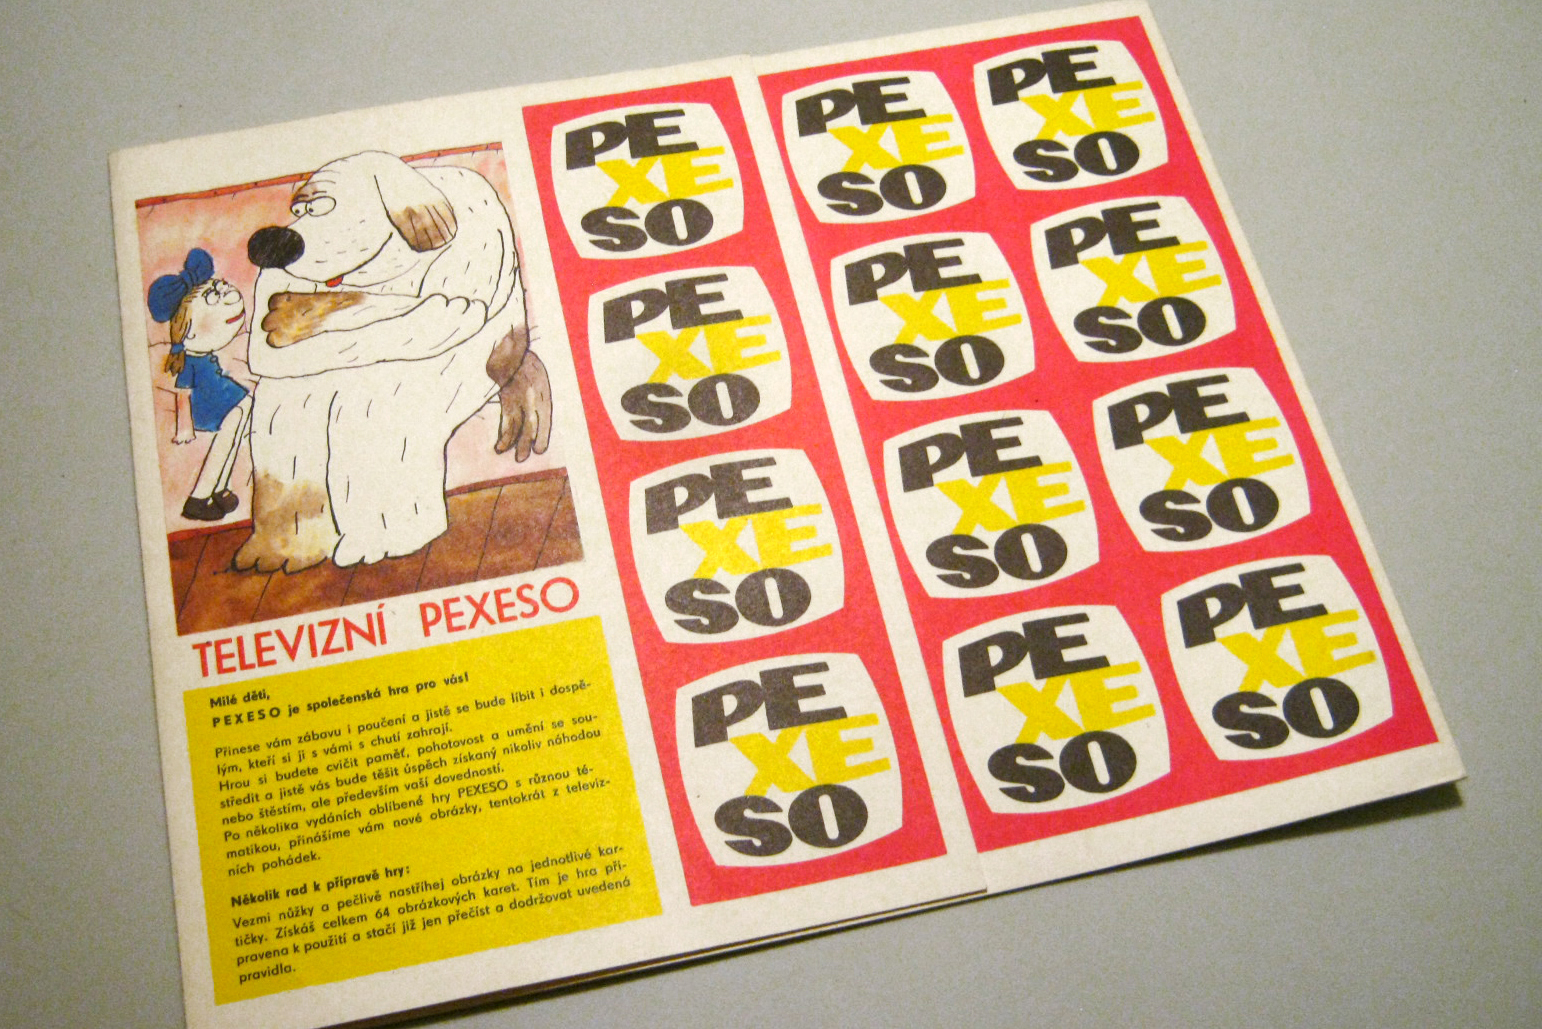 TELEVIZNÍ PEXESO
Milé děti,
PEXESO je společenská hra pro vás!
Přinese vám zábavu i poučení a jistě se bude líbit i dospě-
lým, kteří si ji s vámi s chutí zahrají.
Hrou si budete cvičit paměť, pohotovost a umění se sou-
středit a jistě vás bude těšit úspěch získaný nikoliv náhodou
nebo štěstím, ale především vaší dovedností.
Po několika vydáních oblíbené hry PEXESO s různou té-
matikou, přinášíme vám nové obrázky, tentokrát z televiz-
ních pohádek.
Několik rad k přípravě hry:
Vezmi nůžky a pečlivě nastříhej obrázky na jednotlivé kar-
tičky. Získáš celkem 64 obrázkových karet. Tím je hra při-
pravena k použití a stačí již jen přečíst a dodržovat uvedená
pravidla.
PE
XE
SO
PE
XE
SO
PE
XE
SO
PE
XE
SO
PE
XE
SO
PE
XE
SO
PE
XE
SO
PE
XE
SO
PE
XE
SO
PE
XE
SO
PE
XE
SO
PE
XE
SO